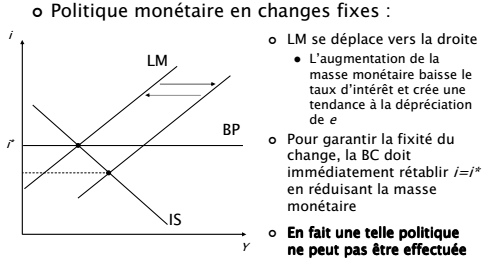 Politique monétaire en changes fixes :
i
LM
BP
i*
IS
Y
LM se déplace vers la droite
L'augmentation de la
masse monétaire baisse le
taux d'intérêt et crée une
tendance à la dépréciation
de e
Pour garantir la fixité du
change, la BC doit
immédiatement rétablir i=i*
en réduisant la masse
monétaire
En fait une telle politique
ne peut pas être effectuée